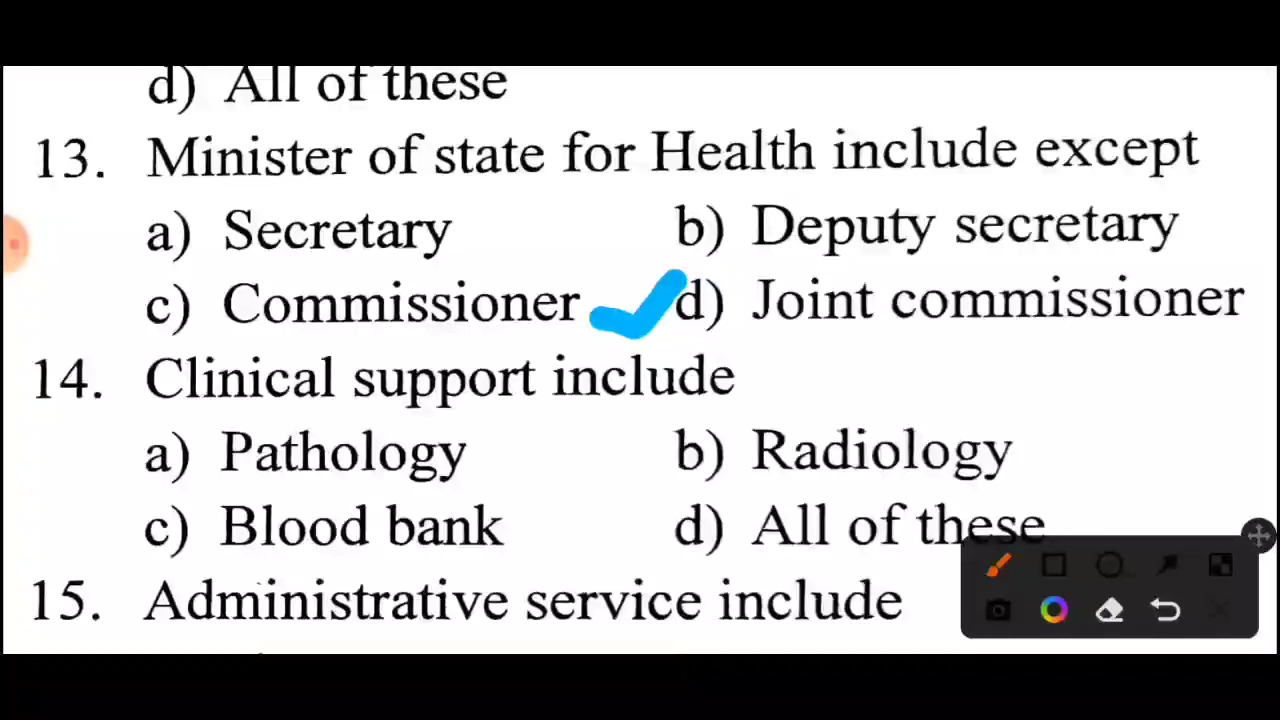 d) All of these
13. Minister of state for Health include except
a) Secretary b) Deputy secretary
c) Commissioner d) Joint commissioner
14. Clinical support include
a) Pathology b) Radiology
c) Blood bank d) All of these
15. Administrative service include